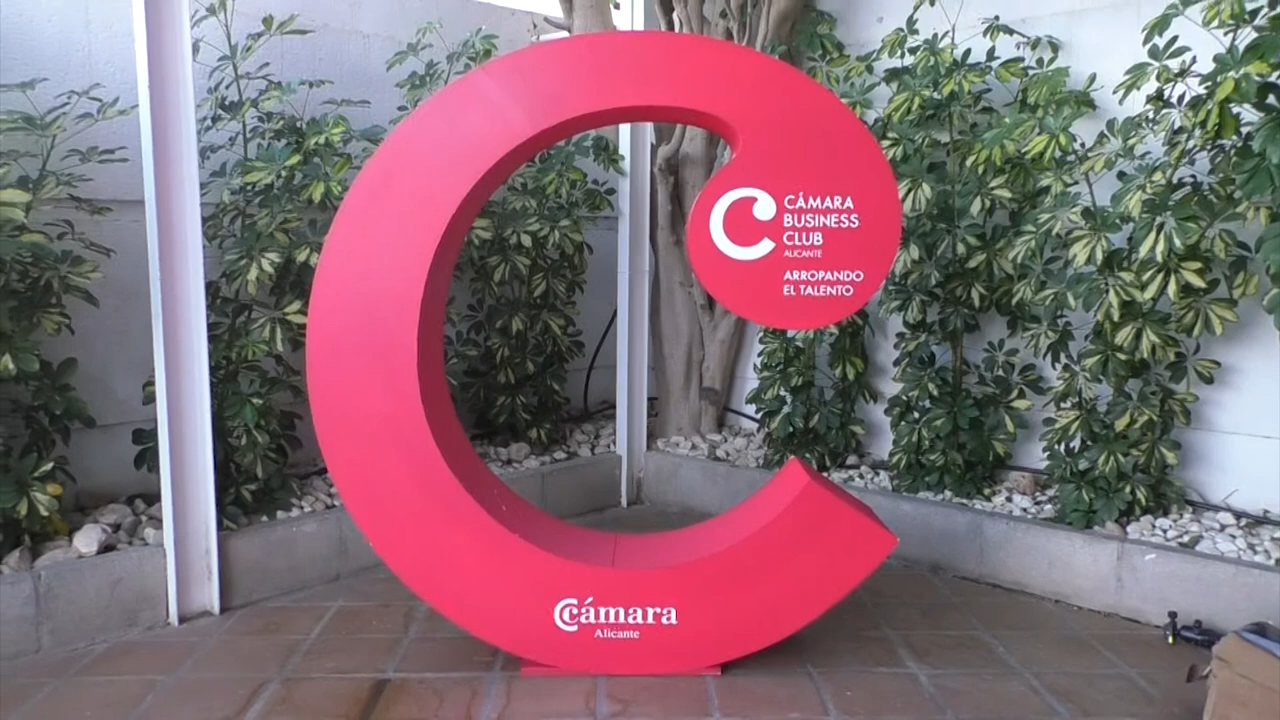 CÁMARA
BUSINESS
CLUB
ALICANTE
ARROPANDO
EL TALENTO
cámara
Alicante